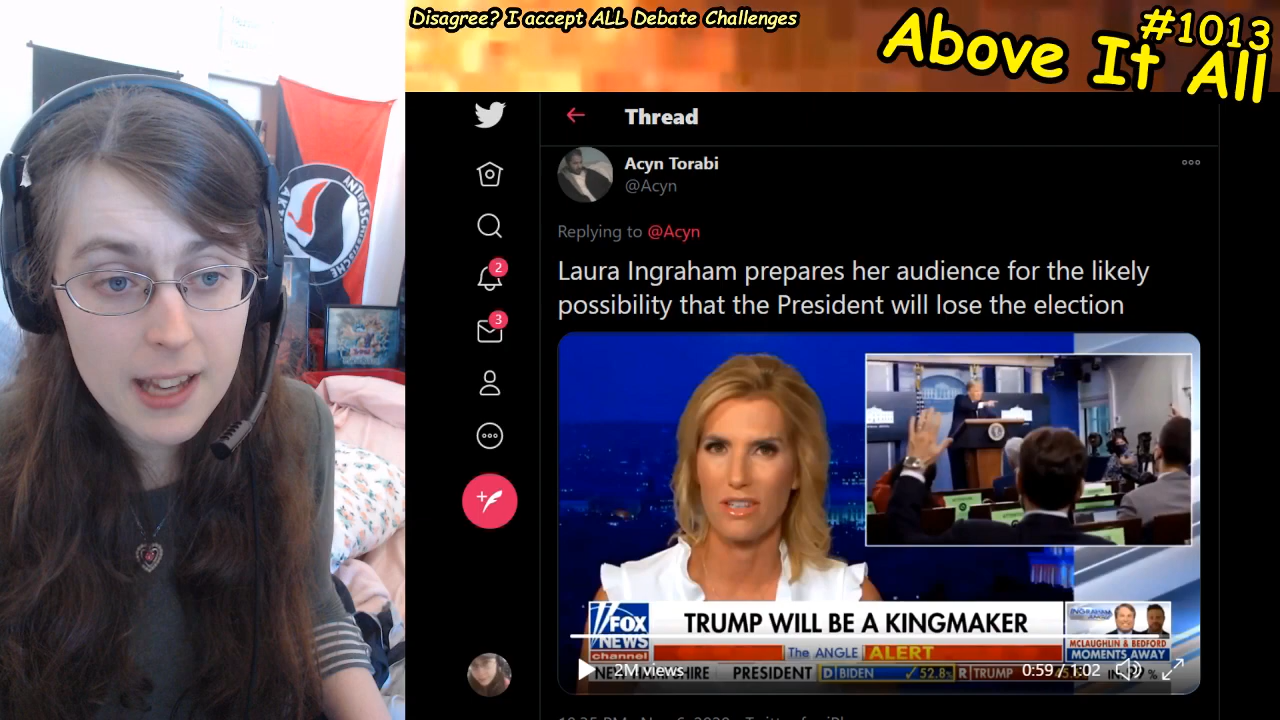 Disagree? I accept ALL Debate Challenges
#1013
Above It All
Thread
Acyn Torabi
@Acyn
Replying to @Acyn
Laura Ingraham prepares her audience for the likely
possibility that the President will lose the election
2
3
ANTIFASCHISTISCHE
FOX
NEWS
channel
TRUMP WILL BE A KINGMAKER
The ANGLE ALERT
MCLAUGHLIN & BEDFORD
MOMENTS AWAY
2M views
0:59 / 1:02
NEW HAMPSHIRE PRESIDENT D BIDEN ✓52.8% R TRUMP